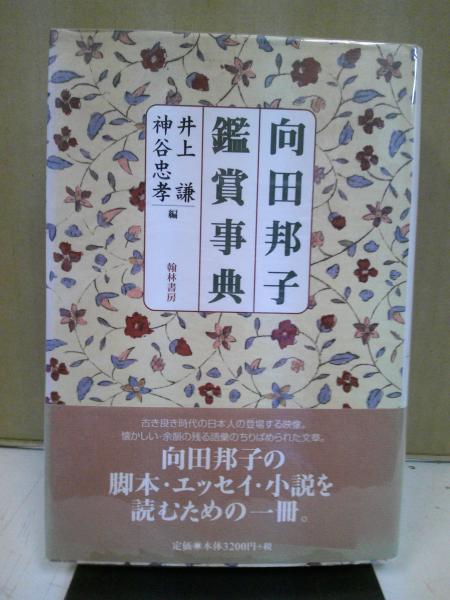 向田邦子
鑑賞事典
井上 謙
神谷忠孝 編
翰林書房
古き良き時代の日本人の登場する映像。
懐かしい・余韻の残る語彙のちりばめられた文章。
向田邦子の
脚本・エッセイ・小説を
読むための一冊。
定価◉本体3200円+税